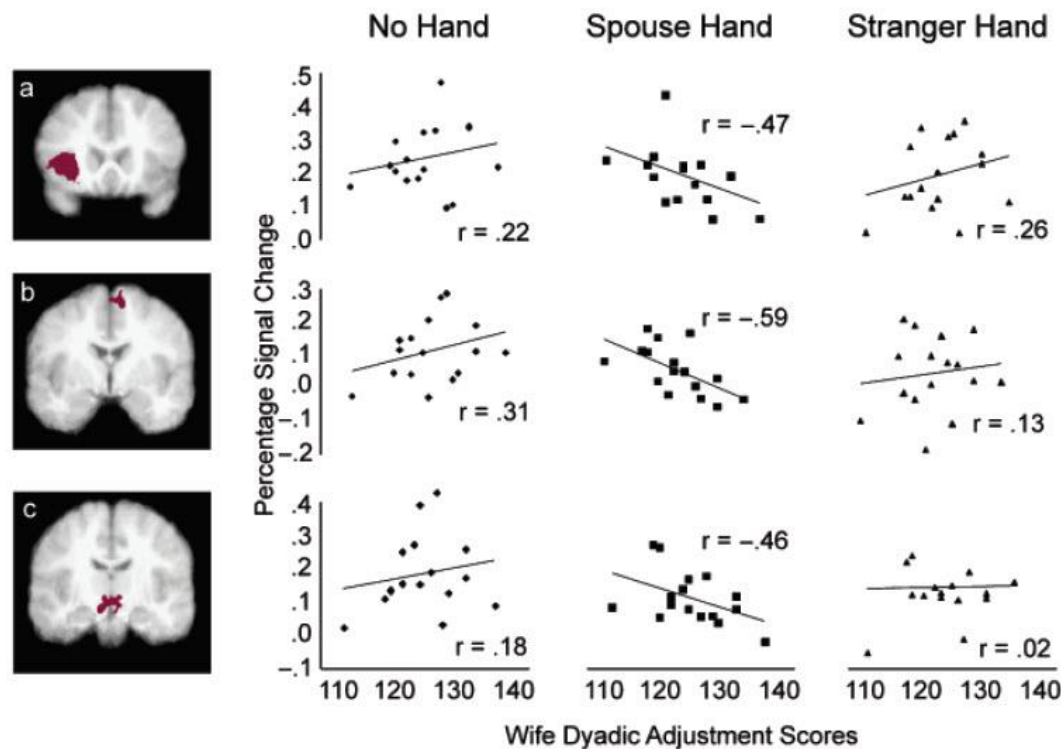 No Hand Spouse Hand Stranger Hand
Percentage Signal Change
a
.5
.4
.3
.2
.1
.0
r = .22
r = –.47
r = .26
b
.3
.2
.1
.0
–.1
–.2
r = .31
r = –.59
r = .13
c
.4
.3
.2
.1
.0
–.1
r = .18
r = –.46
r = .02
110 120 130 140 110 120 130 140 110 120 130 140
Wife Dyadic Adjustment Scores